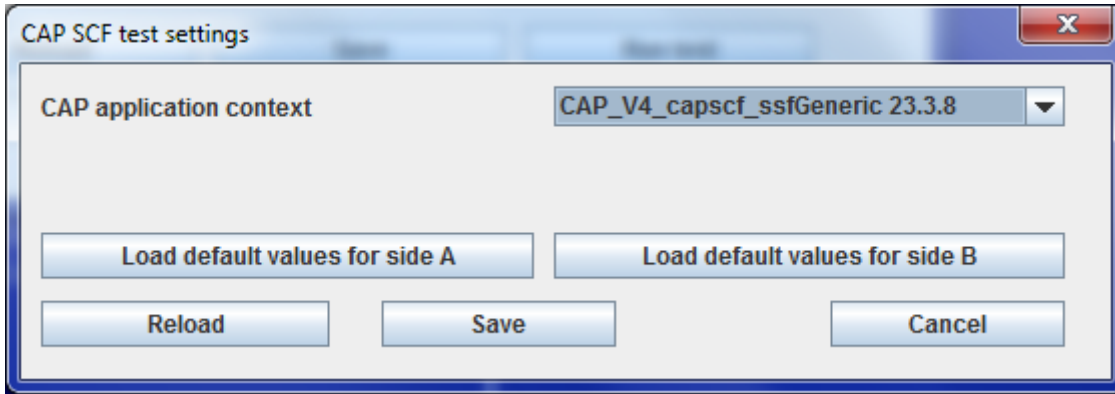 CAP SCF test settings
CAP application context
CAP_V4_capscf_ssfGeneric 23.3.8
Load default values for side A
Load default values for side B
Reload
Save
Cancel